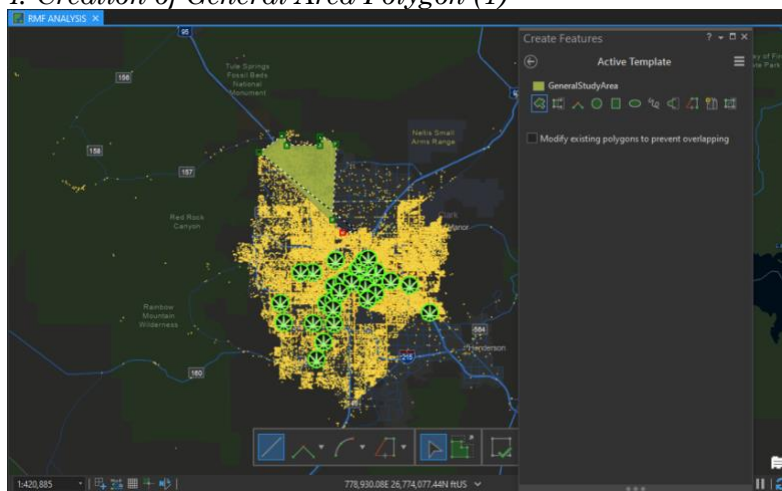 1. Creation of General Area Polygon (1)
RMF ANALYSIS
Create Features
Active Template
GeneralStudyArea
Modify existing polygons to prevent overlapping
95
Tule Springs
Fossil Beds
National
Monument
156
Nellis Small
Arms Range
158
157
Red Rock
Canyon
Manor
Rainbow
Mountain
Wilderness
564
Henderson
215
160
1:420,885
778,930.08E 26,774,077.44N ftUS